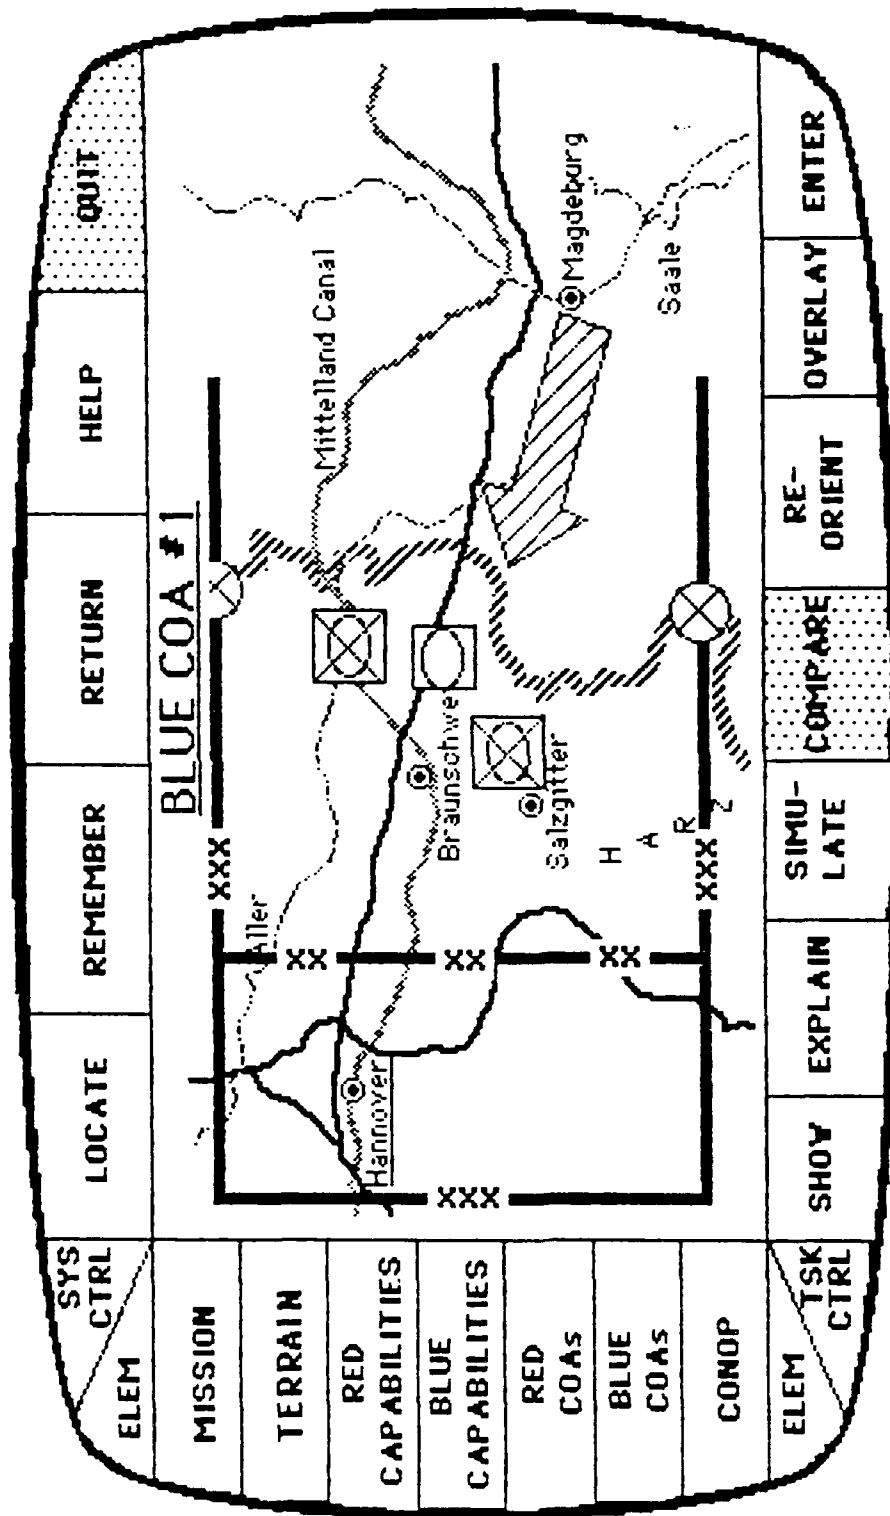 SYS
CTRL
LOCATE
REMEMBER
RETURN
HELP
QUIT
ELEM
MISSION
TERRAIN
RED
CAPABILITIES
BLUE
CAPABILITIES
RED
COAs
BLUE
COAs
CONOP
ELEM
TSK
CTRL
BLUE COA #1
XXX
Aller
XX
Mittelland Canal
Hannover
XXX
XX
Braunschwe
Magdeburg
Salzgitter
XX
H
A
R
Z
Saale
XXX
SHOW
EXPLAIN
SIMU-
LATE
COMPARE
RE-
ORIENT
OVERLAY
ENTER